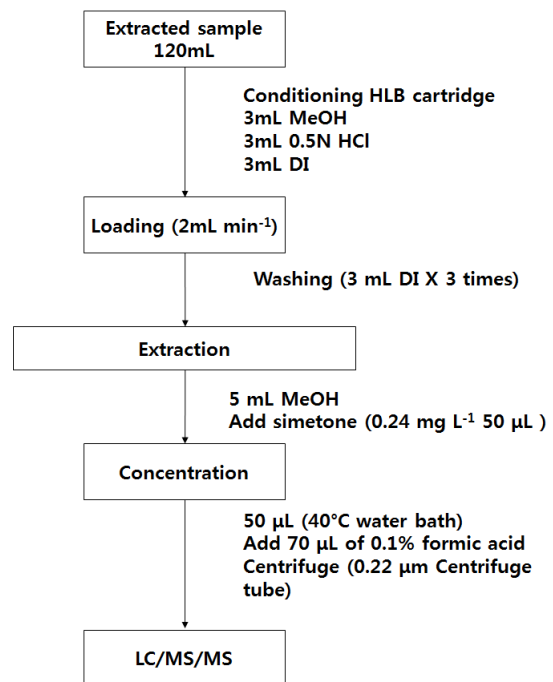 Extracted sample
120mL
Conditioning HLB cartridge
3mL MeOH
3mL 0.5N HCl
3mL DI
Loading (2mL min⁻¹)
Washing (3 mL DI X 3 times)
Extraction
5 mL MeOH
Add simetone (0.24 mg L⁻¹ 50 µL )
Concentration
50 µL (40°C water bath)
Add 70 µL of 0.1% formic acid
Centrifuge (0.22 µm Centrifuge
tube)
LC/MS/MS